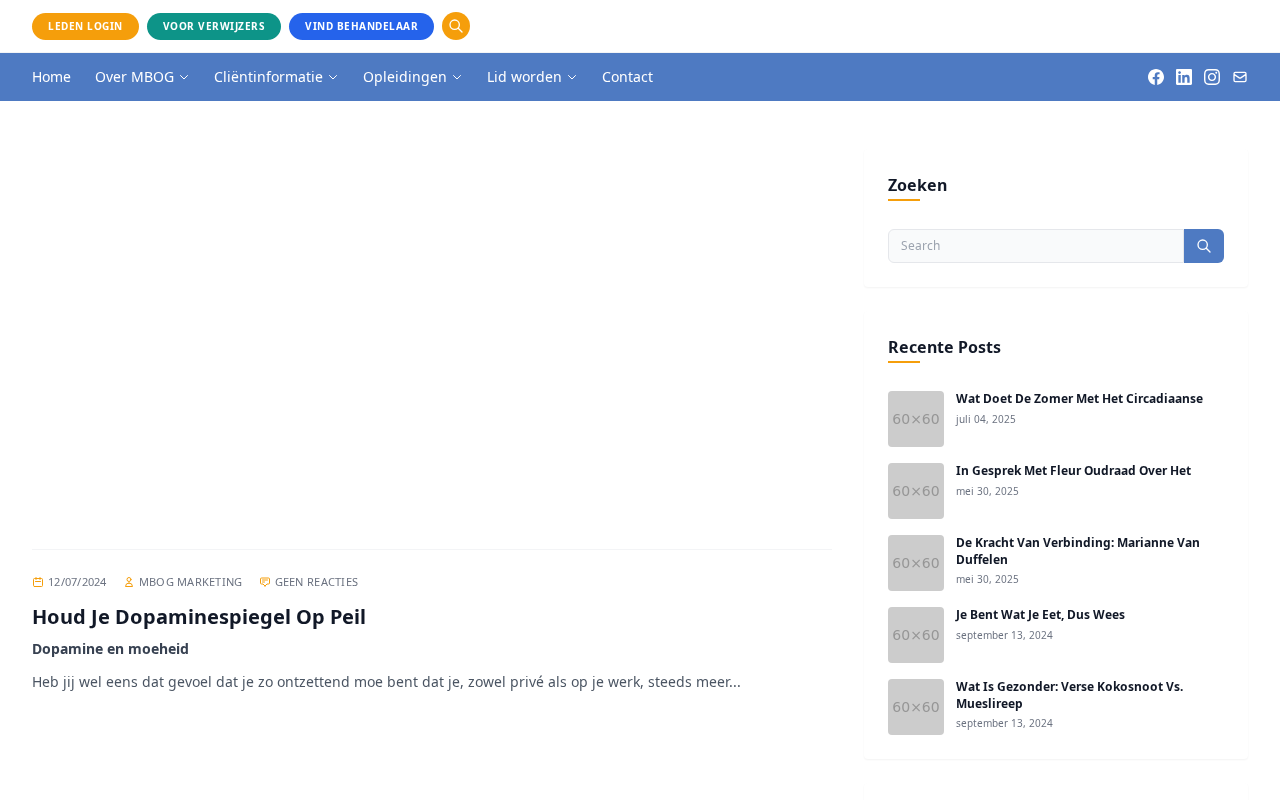 LEDEN LOGIN VOOR VERWIJZERS VIND BEHANDELAAR
Home Over MBOG Cliëntinformatie Opleidingen Lid worden Contact
12/07/2024 MBOG MARKETING GEEN REACTIES
Houd Je Dopaminespiegel Op Peil
Dopamine en moeheid
Heb jij wel eens dat gevoel dat je zo ontzettend moe bent dat je, zowel privé als op je werk, steeds meer...
Zoeken
Search
Recente Posts
60×60
Wat Doet De Zomer Met Het Circadiaanse
juli 04, 2025
60×60
In Gesprek Met Fleur Oudraad Over Het
mei 30, 2025
60×60
De Kracht Van Verbinding: Marianne Van
Duffelen
mei 30, 2025
60×60
Je Bent Wat Je Eet, Dus Wees
september 13, 2024
60×60
Wat Is Gezonder: Verse Kokosnoot Vs.
Mueslireep
september 13, 2024